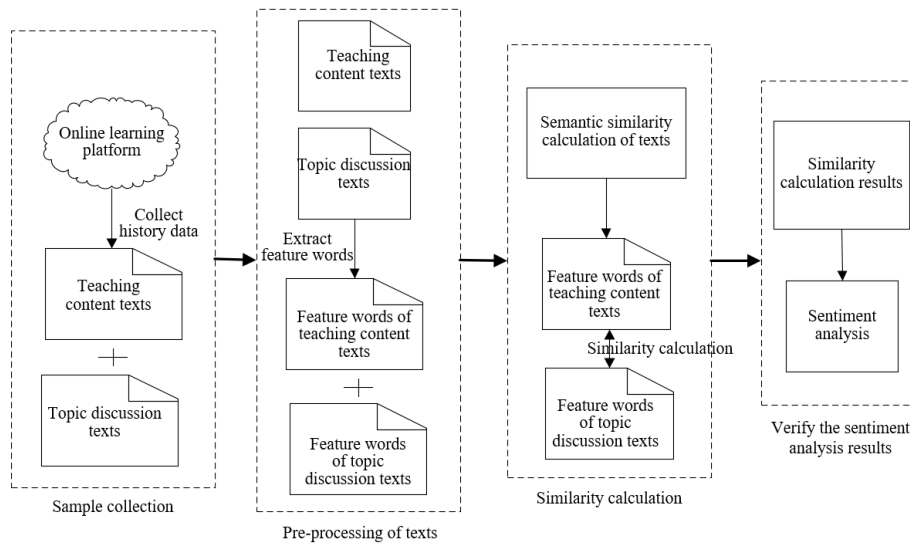 Online learning
platform
Collect
history data
Teaching
content texts
Topic discussion
texts
Sample collection
Teaching
content texts
Topic discussion
texts
Extract
feature words
Feature words of
teaching content
texts
Feature words
of topic
discussion texts
Pre-processing of texts
Semantic similarity
calculation of texts
Feature words of
teaching content
texts
Similarity calculation
Feature words
of topic
discussion texts
Similarity calculation
Similarity
calculation results
Sentiment
analysis
Verify the sentiment
analysis results